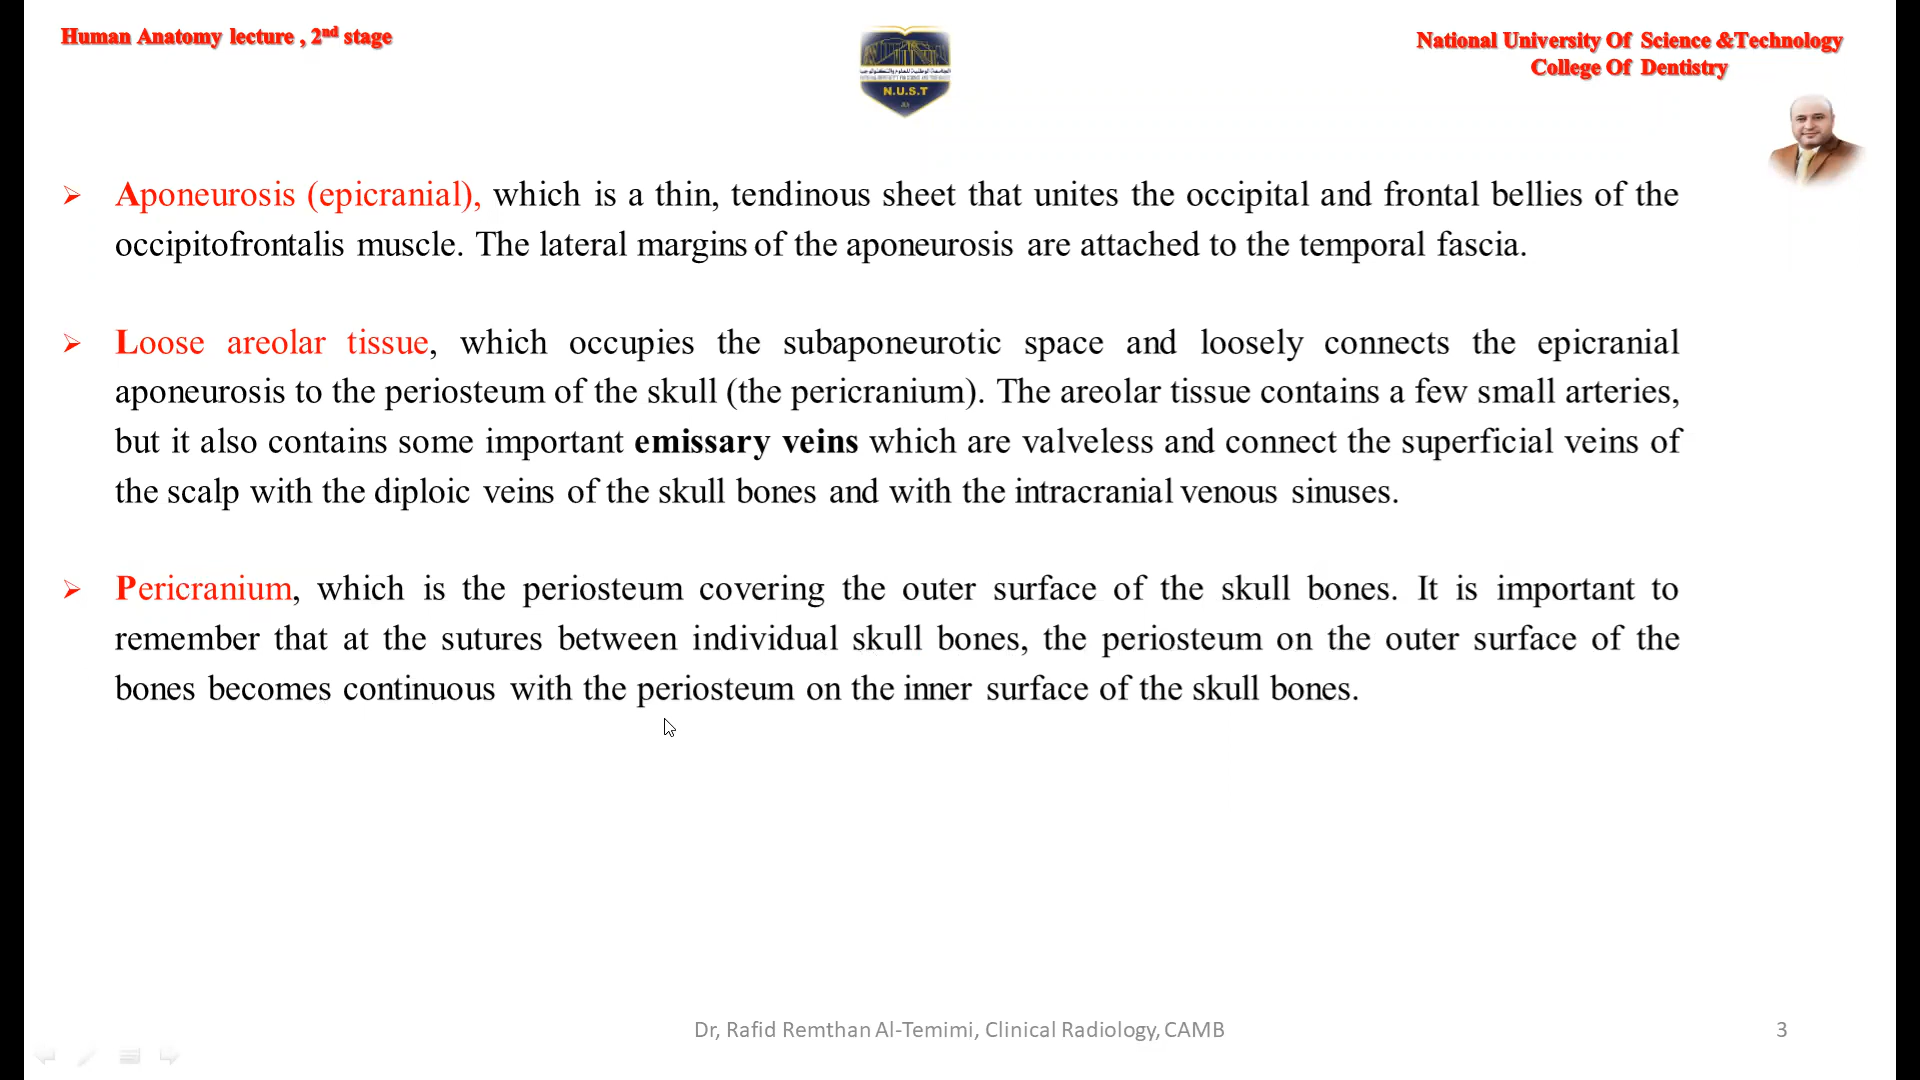 Human Anatomy lecture , 2nd stage
N.U.S.T
National University Of Science &Technology
College Of Dentistry
➢ Aponeurosis (epicranial), which is a thin, tendinous sheet that unites the occipital and frontal bellies of the
occipitofrontalis muscle. The lateral margins of the aponeurosis are attached to the temporal fascia.
➢ Loose areolar tissue, which occupies the subaponeurotic space and loosely connects the epicranial
aponeurosis to the periosteum of the skull (the pericranium). The areolar tissue contains a few small arteries,
but it also contains some important emissary veins which are valveless and connect the superficial veins of
the scalp with the diploic veins of the skull bones and with the intracranial venous sinuses.
➢ Pericranium, which is the periosteum covering the outer surface of the skull bones. It is important to
remember that at the sutures between individual skull bones, the periosteum on the outer surface of the
bones becomes continuous with the periosteum on the inner surface of the skull bones.
Dr, Rafid Remthan Al-Temimi, Clinical Radiology, CAMB
3